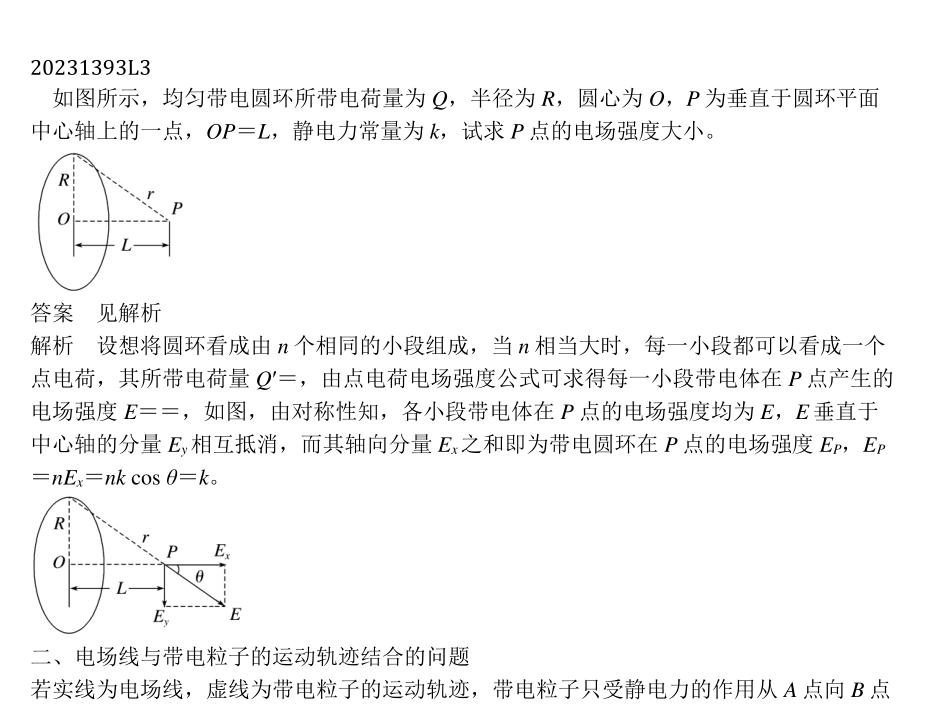 20231393L3
如图所示，均匀带电圆环所带电荷量为 Q，半径为 R，圆心为 O，P 为垂直于圆环平面
中心轴上的一点，OP＝L，静电力常量为 k，试求 P 点的电场强度大小。
R
r
P
O
L
答案　见解析
解析　设想将圆环看成由 n 个相同的小段组成，当 n 相当大时，每一小段都可以看成一个
点电荷，其所带电荷量 Q′＝，由点电荷电场强度公式可求得每一小段带电体在 P 点产生的
电场强度 E＝＝，如图，由对称性知，各小段带电体在 P 点的电场强度均为 E，E 垂直于
中心轴的分量 Ey 相互抵消，而其轴向分量 Ex 之和即为带电圆环在 P 点的电场强度 EP，EP
＝nEx＝nk cos θ＝k。
R
r
P
Ex
O
θ
L
Ey
E
二、电场线与带电粒子的运动轨迹结合的问题
若实线为电场线，虚线为带电粒子的运动轨迹，带电粒子只受静电力的作用从 A 点向 B 点